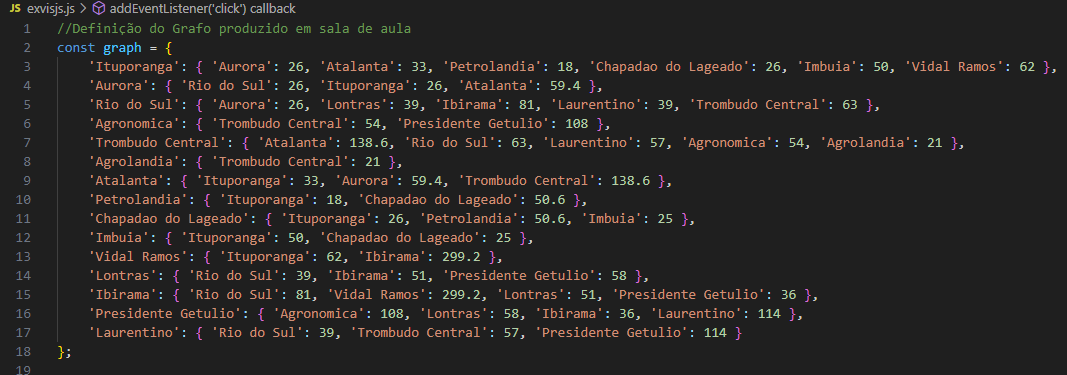 JS exvisjs.js > addEventListener('click') callback
1 //Definição do Grafo produzido em sala de aula
2 const graph = {
3 'Ituporanga': { 'Aurora': 26, 'Atalanta': 33, 'Petrolandia': 18, 'Chapadao do Lageado': 26, 'Imbuia': 50, 'Vidal Ramos': 62 },
4 'Aurora': { 'Rio do Sul': 26, 'Ituporanga': 26, 'Atalanta': 59.4 },
5 'Rio do Sul': { 'Aurora': 26, 'Lontras': 39, 'Ibirama': 81, 'Laurentino': 39, 'Trombudo Central': 63 },
6 'Agronomica': { 'Trombudo Central': 54, 'Presidente Getulio': 108 },
7 'Trombudo Central': { 'Atalanta': 138.6, 'Rio do Sul': 63, 'Laurentino': 57, 'Agronomica': 54, 'Agrolandia': 21 },
8 'Agrolandia': { 'Trombudo Central': 21 },
9 'Atalanta': { 'Ituporanga': 33, 'Aurora': 59.4, 'Trombudo Central': 138.6 },
10 'Petrolandia': { 'Ituporanga': 18, 'Chapadao do Lageado': 50.6 },
11 'Chapadao do Lageado': { 'Ituporanga': 26, 'Petrolandia': 50.6, 'Imbuia': 25 },
12 'Imbuia': { 'Ituporanga': 50, 'Chapadao do Lageado': 25 },
13 'Vidal Ramos': { 'Ituporanga': 62, 'Ibirama': 299.2 },
14 'Lontras': { 'Rio do Sul': 39, 'Ibirama': 51, 'Presidente Getulio': 58 },
15 'Ibirama': { 'Rio do Sul': 81, 'Vidal Ramos': 299.2, 'Lontras': 51, 'Presidente Getulio': 36 },
16 'Presidente Getulio': { 'Agronomica': 108, 'Lontras': 58, 'Ibirama': 36, 'Laurentino': 114 },
17 'Laurentino': { 'Rio do Sul': 39, 'Trombudo Central': 57, 'Presidente Getulio': 114 }
18 };
19